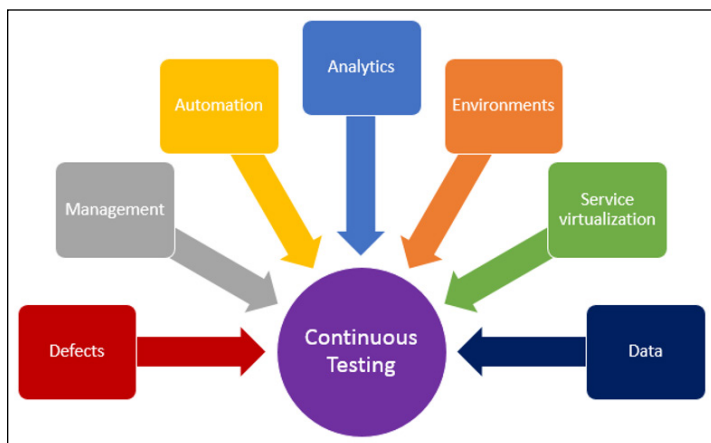 Analytics
Automation
Environments
Management
Service
virtualization
Defects
Continuous
Testing
Data